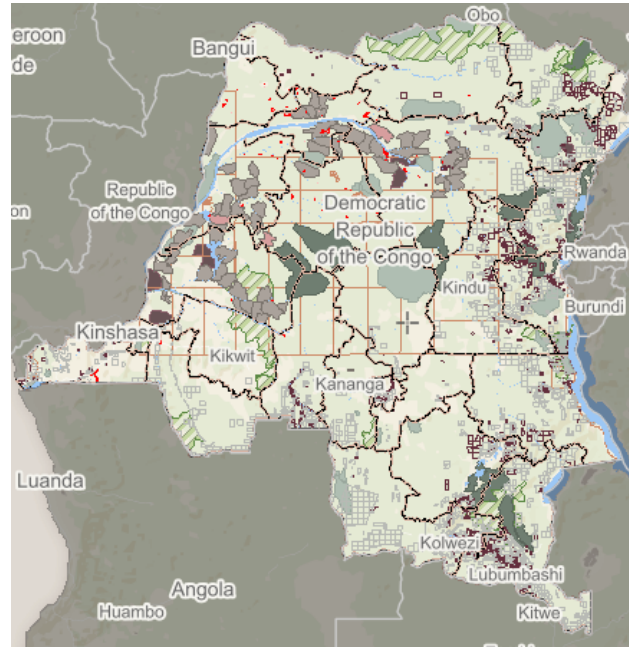 Obo
eroon
de
Bangui
Republic
of the Congo
on
Democratic
Republic
of the Congo
Rwanda
Kindu
Burundi
Kinshasa
Kikwit
Kananga
Luanda
Kolwezi
Lubumbashi
Angola
Huambo
Kitwe